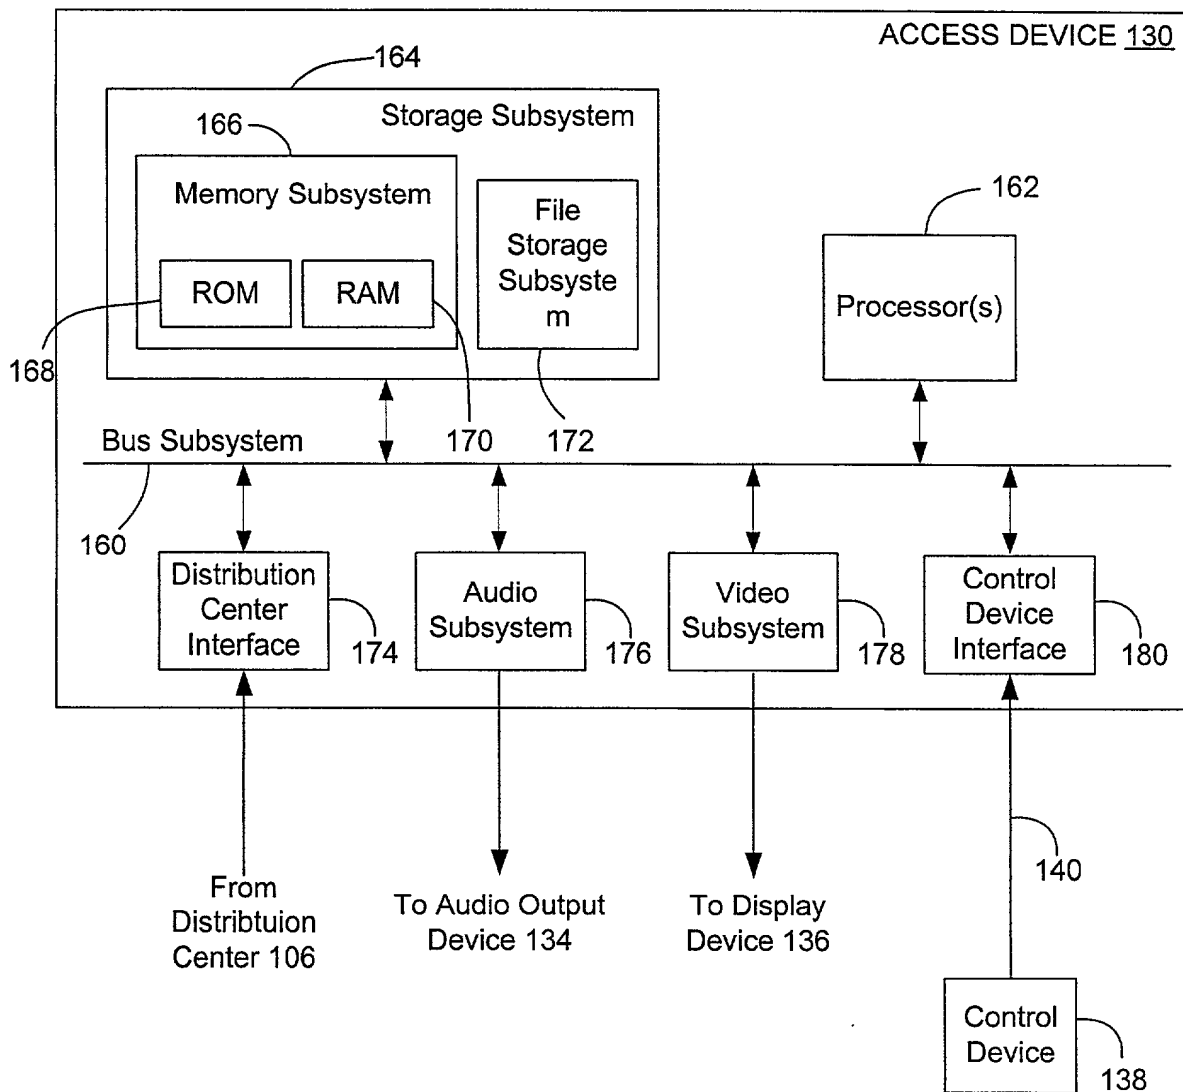 ACCESS DEVICE 130
164
Storage Subsystem
166
Memory Subsystem
ROM
RAM
File
Storage
Subsyste
m
168
170
172
162
Processor(s)
Bus Subsystem
160
Distribution
Center
Interface
174
Audio
Subsystem
176
Video
Subsystem
178
Control
Device
Interface
180
From
Distribtuion
Center 106
To Audio Output
Device 134
To Display
Device 136
140
Control
Device
138